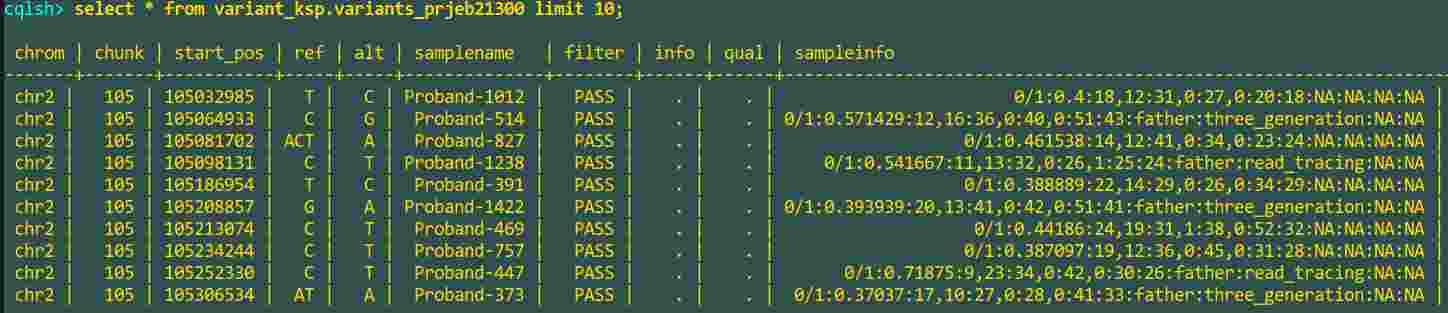 cqlsh> select * from variant_ksp.variants_prjeb21300 limit 10;
chrom | chunk | start_pos | ref | alt | samplename | filter | info | qual | sampleinfo
chr2 | 105 | 105032985 | T | C | Proband-1012 | PASS | . | . | 0/1:0.4:18,12:31,0:27,0:20:18:NA:NA:NA:NA |
chr2 | 105 | 105064933 | C | G | Proband-514 | PASS | . | . | 0/1:0.571429:12,16:36,0:40,0:51:43:father:three_generation:NA:NA |
chr2 | 105 | 105081702 | ACT | A | Proband-827 | PASS | . | . | 0/1:0.461538:14,12:41,0:34,0:23:24:NA:NA:NA:NA |
chr2 | 105 | 105098131 | C | T | Proband-1238 | PASS | . | . | 0/1:0.541667:11,13:32,0:26,1:25:24:father:read_tracing:NA:NA |
chr2 | 105 | 105186954 | T | C | Proband-391 | PASS | . | . | 0/1:0.388889:22,14:29,0:26,0:34:29:NA:NA:NA:NA |
chr2 | 105 | 105208857 | G | A | Proband-1422 | PASS | . | . | 0/1:0.393939:20,13:41,0:42,0:51:41:father:three_generation:NA:NA |
chr2 | 105 | 105213074 | C | T | Proband-469 | PASS | . | . | 0/1:0.44186:24,19:31,1:38,0:52:32:NA:NA:NA:NA |
chr2 | 105 | 105234244 | C | T | Proband-757 | PASS | . | . | 0/1:0.387097:19,12:36,0:45,0:31:28:NA:NA:NA:NA |
chr2 | 105 | 105252330 | C | T | Proband-447 | PASS | . | . | 0/1:0.71875:9,23:34,0:42,0:30:26:father:read_tracing:NA:NA |
chr2 | 105 | 105306534 | AT | A | Proband-373 | PASS | . | . | 0/1:0.37037:17,10:27,0:28,0:41:33:father:three_generation:NA:NA |